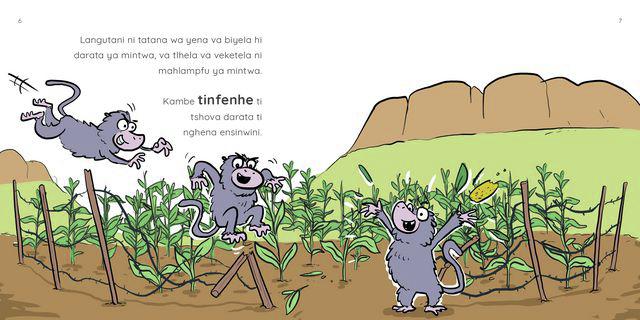 6
7
Langutani ni tatana wa yena va biyela hi
darata ya mintwa, va tlhela va veketela ni
mahlampfu ya mintwa.
Kambe tinfenhe ti
tshova darata ti
nghena ensinwini.